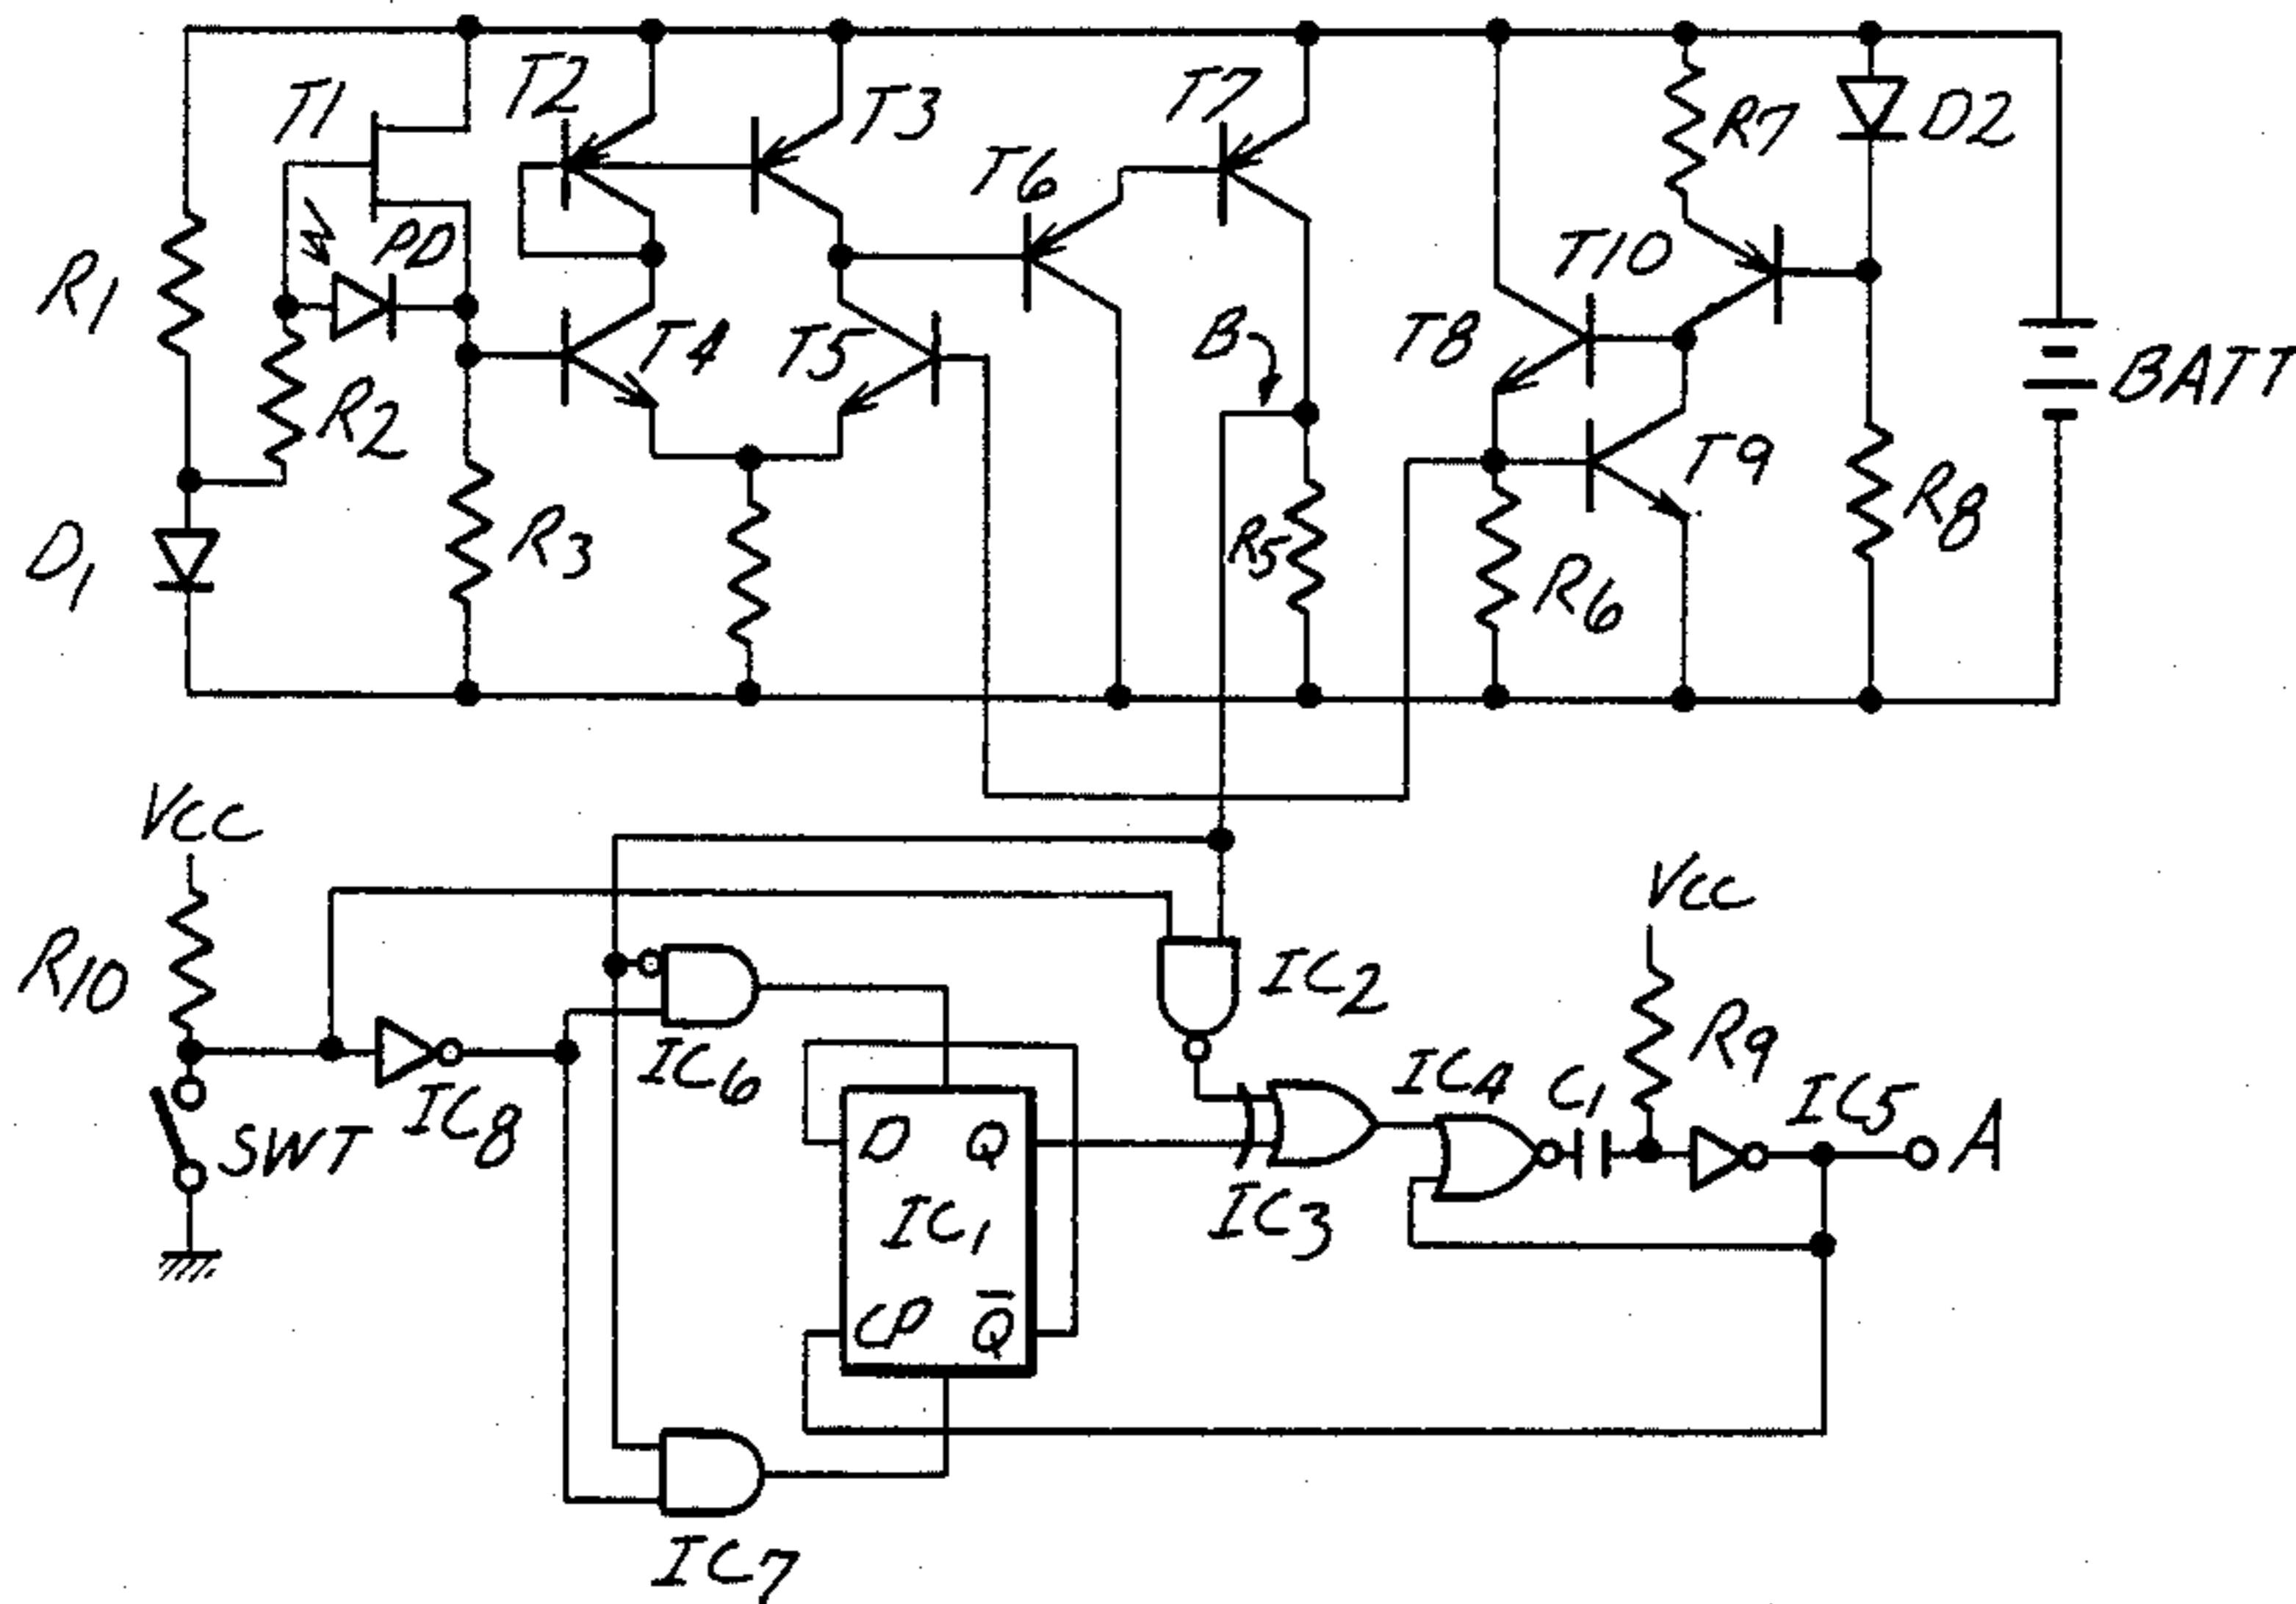 T1
T2
T3
T7
R7
D2
T6
R1
PD
T10
B
T8
T4
T5
BATT
R2
T9
R8
D1
R3
R5
R6
VCC
VCC
R10
IC2
R9
IC6
IC4
C1
IC5
IC8
SWT
D
Q
A
IC1
IC3
CP
Q̅
IC7